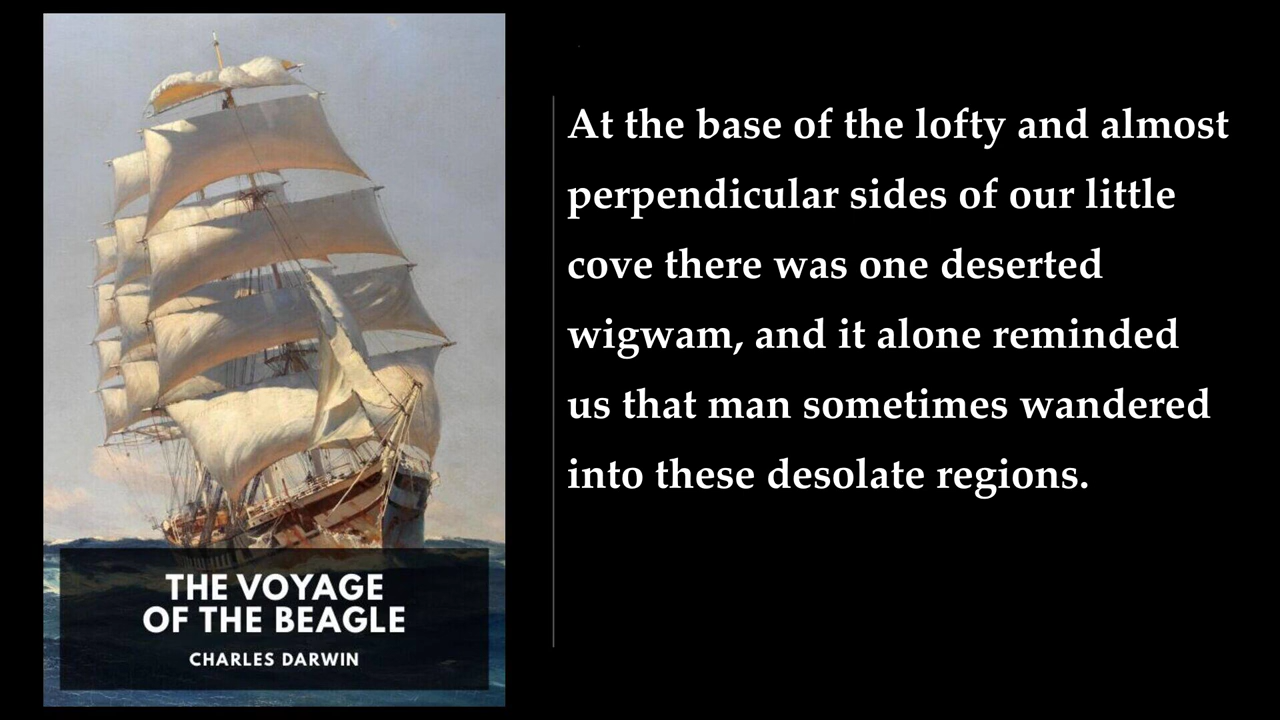 THE VOYAGE
OF THE BEAGLE
CHARLES DARWIN
At the base of the lofty and almost
perpendicular sides of our little
cove there was one deserted
wigwam, and it alone reminded
us that man sometimes wandered
into these desolate regions.